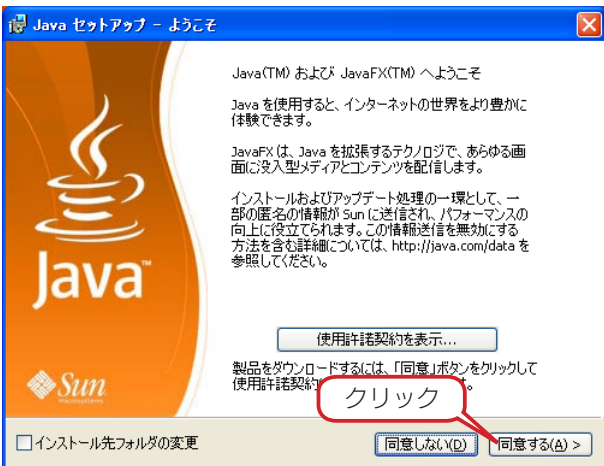 Java セットアップ - ようこそ
Java(TM) および JavaFX(TM) へようこそ
Java を使用すると、インターネットの世界をより豊かに
体験できます。
JavaFX は、Java を拡張するテクノロジで、あらゆる画
面に没入型メディアとコンテンツを配信します。
インストールおよびアップデート処理の一環として、一
部の匿名の情報が Sun に送信され、パフォーマンスの
向上に役立てられます。この情報送信を無効にする
方法を含む詳細については、http://java.com/data を
参照してください。
Java™
使用許諾契約を表示...
製品をダウンロードするには、「同意」ボタンをクリックして
使用許諾契約
Sun
microsystems
クリック
インストール先フォルダの変更
同意しない(D)
同意する(A) >